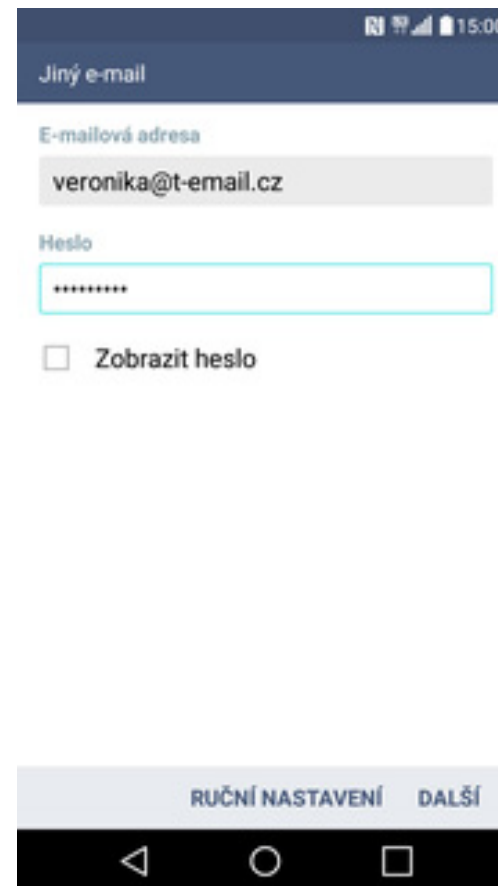 15:00
Jiný e-mail
E-mailová adresa
veronika@t-email.cz
Heslo
•••••••••
Zobrazit heslo
RUČNÍ NASTAVENÍ DALŠÍ